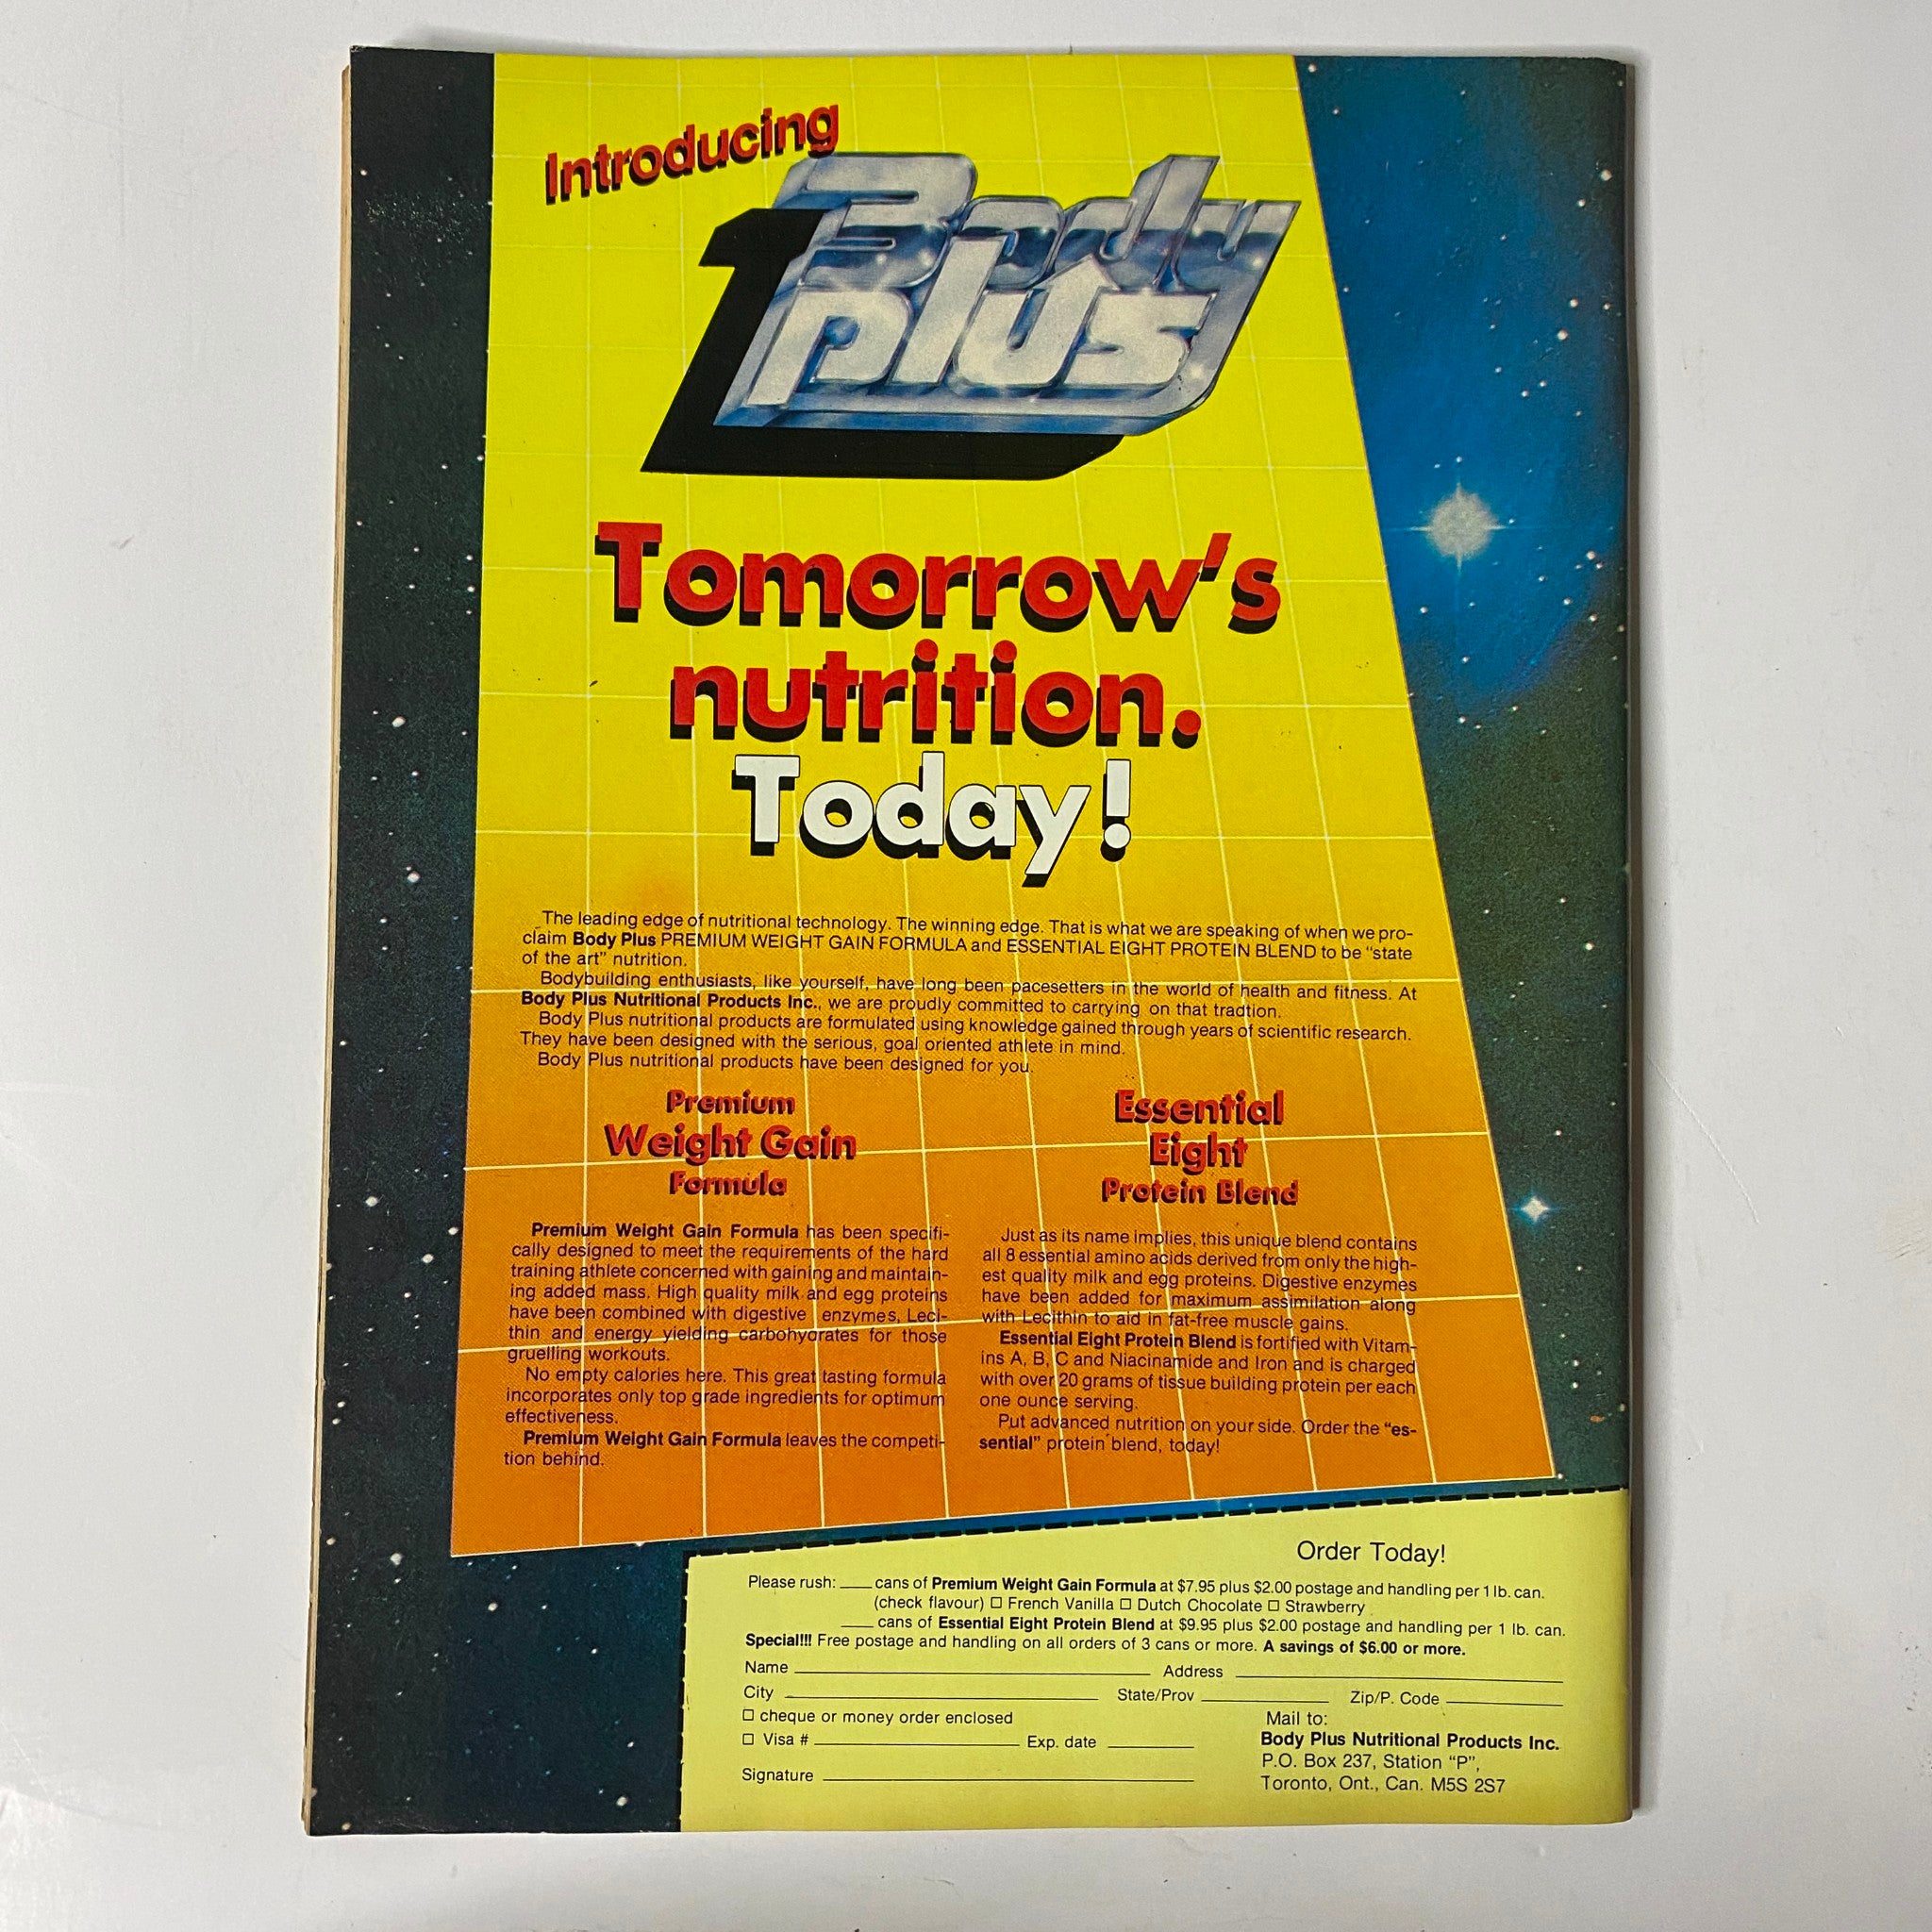 Introducing
Body
plus
Tomorrow's
nutrition.
Today!
The leading edge of nutritional technology. The winning edge. That is what we are speaking of when we pro-
claim Body Plus PREMIUM WEIGHT GAIN FORMULA and ESSENTIAL EIGHT PROTEIN BLEND to be "state
of the art" nutrition.
Bodybuilding enthusiasts, like yourself, have long been pacesetters in the world of health and fitness. At
Body Plus Nutritional Products Inc., we are proudly committed to carrying on that tradtion.
Body Plus nutritional products are formulated using knowledge gained through years of scientific research.
They have been designed with the serious, goal oriented athlete in mind.
Body Plus nutritional products have been designed for you.
Premium
Weight Gain
Formula
Premium Weight Gain Formula has been specifi-
cally designed to meet the requirements of the hard
training athlete concerned with gaining and maintain-
ing added mass. High quality milk and egg proteins
have been combined with digestive enzymes, Leci-
thin and energy yielding carbohydrates for those
gruelling workouts.
No empty calories here. This great tasting formula
incorporates only top grade ingredients for optimum
effectiveness.
Premium Weight Gain Formula leaves the competi-
tion behind.
Essential
Eight
Protein Blend
Just as its name implies, this unique blend contains
all 8 essential amino acids derived from only the high-
est quality milk and egg proteins. Digestive enzymes
have been added for maximum assimilation along
with Lecithin to aid in fat-free muscle gains.
Essential Eight Protein Blend is fortified with Vitam-
ins A, B, C and Niacinamide and Iron and is charged
with over 20 grams of tissue building protein per each
one ounce serving.
Put advanced nutrition on your side. Order the "es-
sential" protein blend, today!
Order Today!
Please rush: ____ cans of Premium Weight Gain Formula at $7.95 plus $2.00 postage and handling per 1 lb. can.
(check flavour) ☐ French Vanilla ☐ Dutch Chocolate ☐ Strawberry
____ cans of Essential Eight Protein Blend at $9.95 plus $2.00 postage and handling per 1 lb. can.
Special!!! Free postage and handling on all orders of 3 cans or more. A savings of $6.00 or more.
Name ____ Address ____
City ____ State/Prov ____ Zip/P. Code ____
☐ cheque or money order enclosed
☐ Visa # ____ Exp. date ____
Signature ____
Mail to:
Body Plus Nutritional Products Inc.
P.O. Box 237, Station "P",
Toronto, Ont., Can. M5S 2S7